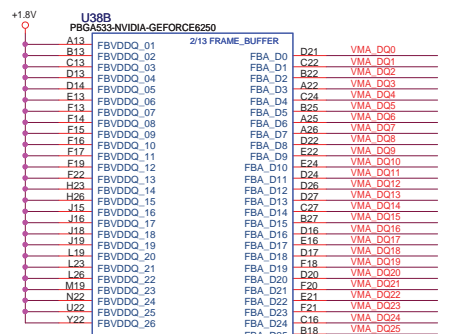 +1.8V
U38B
PBGA533-NVIDIA-GEFORCE6250
2/13 FRAME_BUFFER
A13 FBVDDQ_01
B13 FBVDDQ_02 FBA_D0 D21 VMA_DQ0
C13 FBVDDQ_03 FBA_D1 C22 VMA_DQ1
D13 FBVDDQ_04 FBA_D2 B22 VMA_DQ2
D14 FBVDDQ_05 FBA_D3 A22 VMA_DQ3
E13 FBVDDQ_06 FBA_D4 C24 VMA_DQ4
F13 FBVDDQ_07 FBA_D5 B25 VMA_DQ5
F14 FBVDDQ_08 FBA_D6 A25 VMA_DQ6
F15 FBVDDQ_09 FBA_D7 A26 VMA_DQ7
F16 FBVDDQ_10 FBA_D8 D22 VMA_DQ8
F17 FBVDDQ_11 FBA_D9 E22 VMA_DQ9
F19 FBVDDQ_12 FBA_D10 E24 VMA_DQ10
F22 FBVDDQ_13 FBA_D11 D24 VMA_DQ11
H23 FBVDDQ_14 FBA_D12 D26 VMA_DQ12
H26 FBVDDQ_15 FBA_D13 D27 VMA_DQ13
J15 FBVDDQ_16 FBA_D14 C27 VMA_DQ14
J16 FBVDDQ_17 FBA_D15 B27 VMA_DQ15
J18 FBVDDQ_18 FBA_D16 D16 VMA_DQ16
J19 FBVDDQ_19 FBA_D17 E16 VMA_DQ17
L19 FBVDDQ_20 FBA_D18 D17 VMA_DQ18
L23 FBVDDQ_21 FBA_D19 F18 VMA_DQ19
L26 FBVDDQ_22 FBA_D20 D20 VMA_DQ20
M19 FBVDDQ_23 FBA_D21 F20 VMA_DQ21
N22 FBVDDQ_24 FBA_D22 E21 VMA_DQ22
U22 FBVDDQ_25 FBA_D23 F21 VMA_DQ23
Y22 FBVDDQ_26 FBA_D24 C16 VMA_DQ24
B18 VMA_DQ25